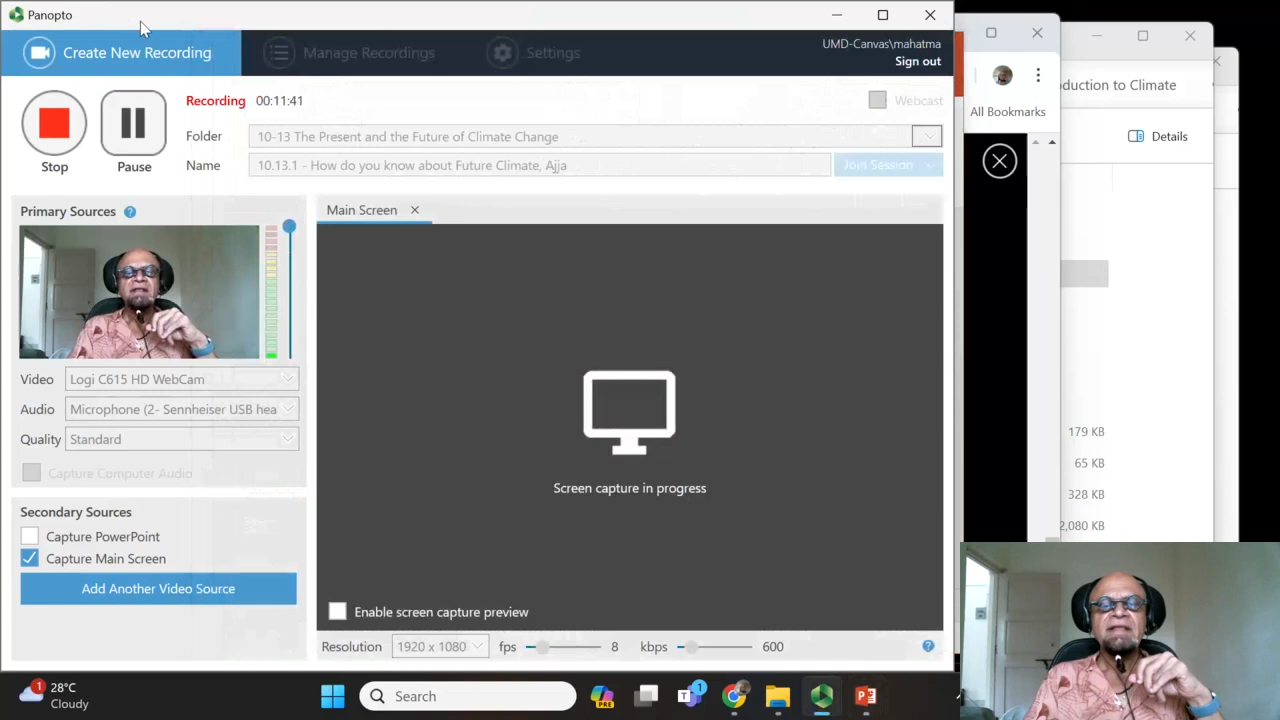 Panopto
Create New Recording
Manage Recordings
Settings
UMD-Canvas\mahatma
Sign out
Recording 00:11:41
Webcast
Folder
10-13 The Present and the Future of Climate Change
Name
10.13.1 - How do you know about Future Climate, Ajja
Join Session
Stop
Pause
Primary Sources
Main Screen
Video
Logi C615 HD WebCam
Audio
Microphone (2- Sennheiser USB hea
Quality
Standard
Capture Computer Audio
Secondary Sources
Capture PowerPoint
Capture Main Screen
Add Another Video Source
Screen capture in progress
Enable screen capture preview
Resolution
1920 x 1080
fps
8
kbps
600
All Bookmarks
duction to Climate
Details
179 KB
65 KB
328 KB
2,080 KB
1
28°C
Cloudy
Search
PRE
T
1
P